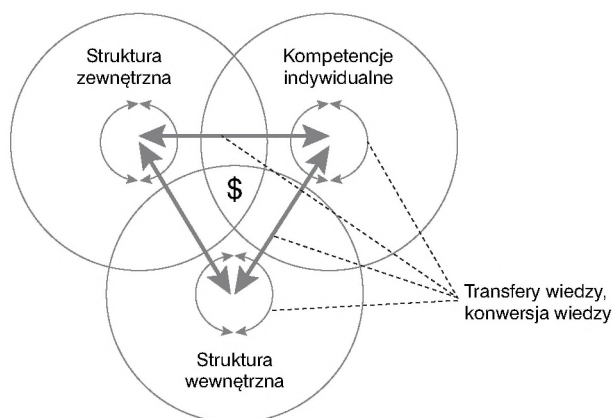 Struktura
zewnętrzna
Kompetencje
indywidualne
$
Transfery wiedzy,
konwersja wiedzy
Struktura
wewnętrzna